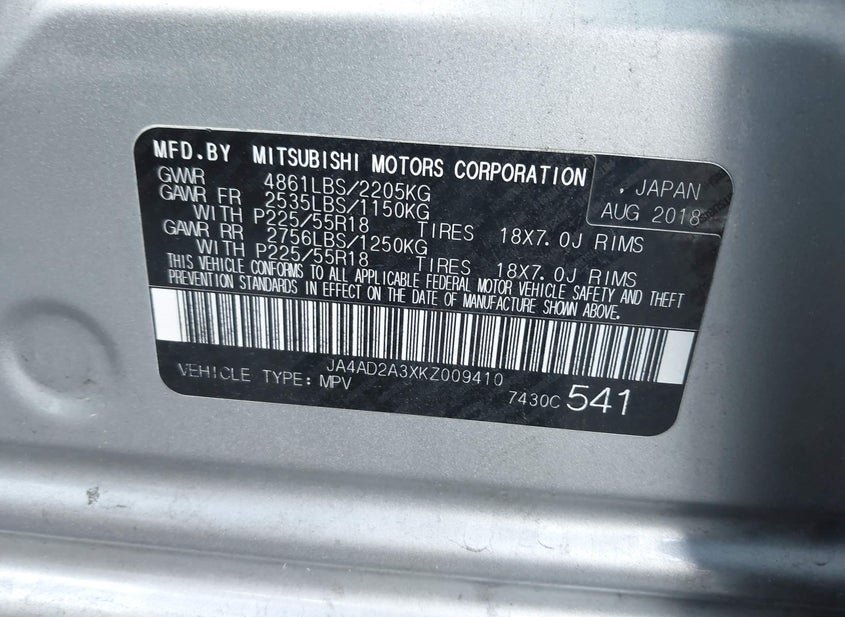 MFD.BY MITSUBISHI MOTORS CORPORATION
, JAPAN
AUG 2018
GVWR 4861LBS/2205KG
GAWR FR 2535LBS/1150KG
WITH P225/55R18 TIRES 18X7.0J RIMS
GAWR RR 2756LBS/1250KG
WITH P225/55R18 TIRES 18X7.0J RIMS
THIS VEHICLE CONFORMS TO ALL APPLICABLE FEDERAL MOTOR VEHICLE SAFETY AND THEFT
PREVENTION STANDARDS IN EFFECT ON THE DATE OF MANUFACTURE SHOWN ABOVE.
JA4AD2A3XKZ009410
VEHICLE TYPE: MPV
7430C 541